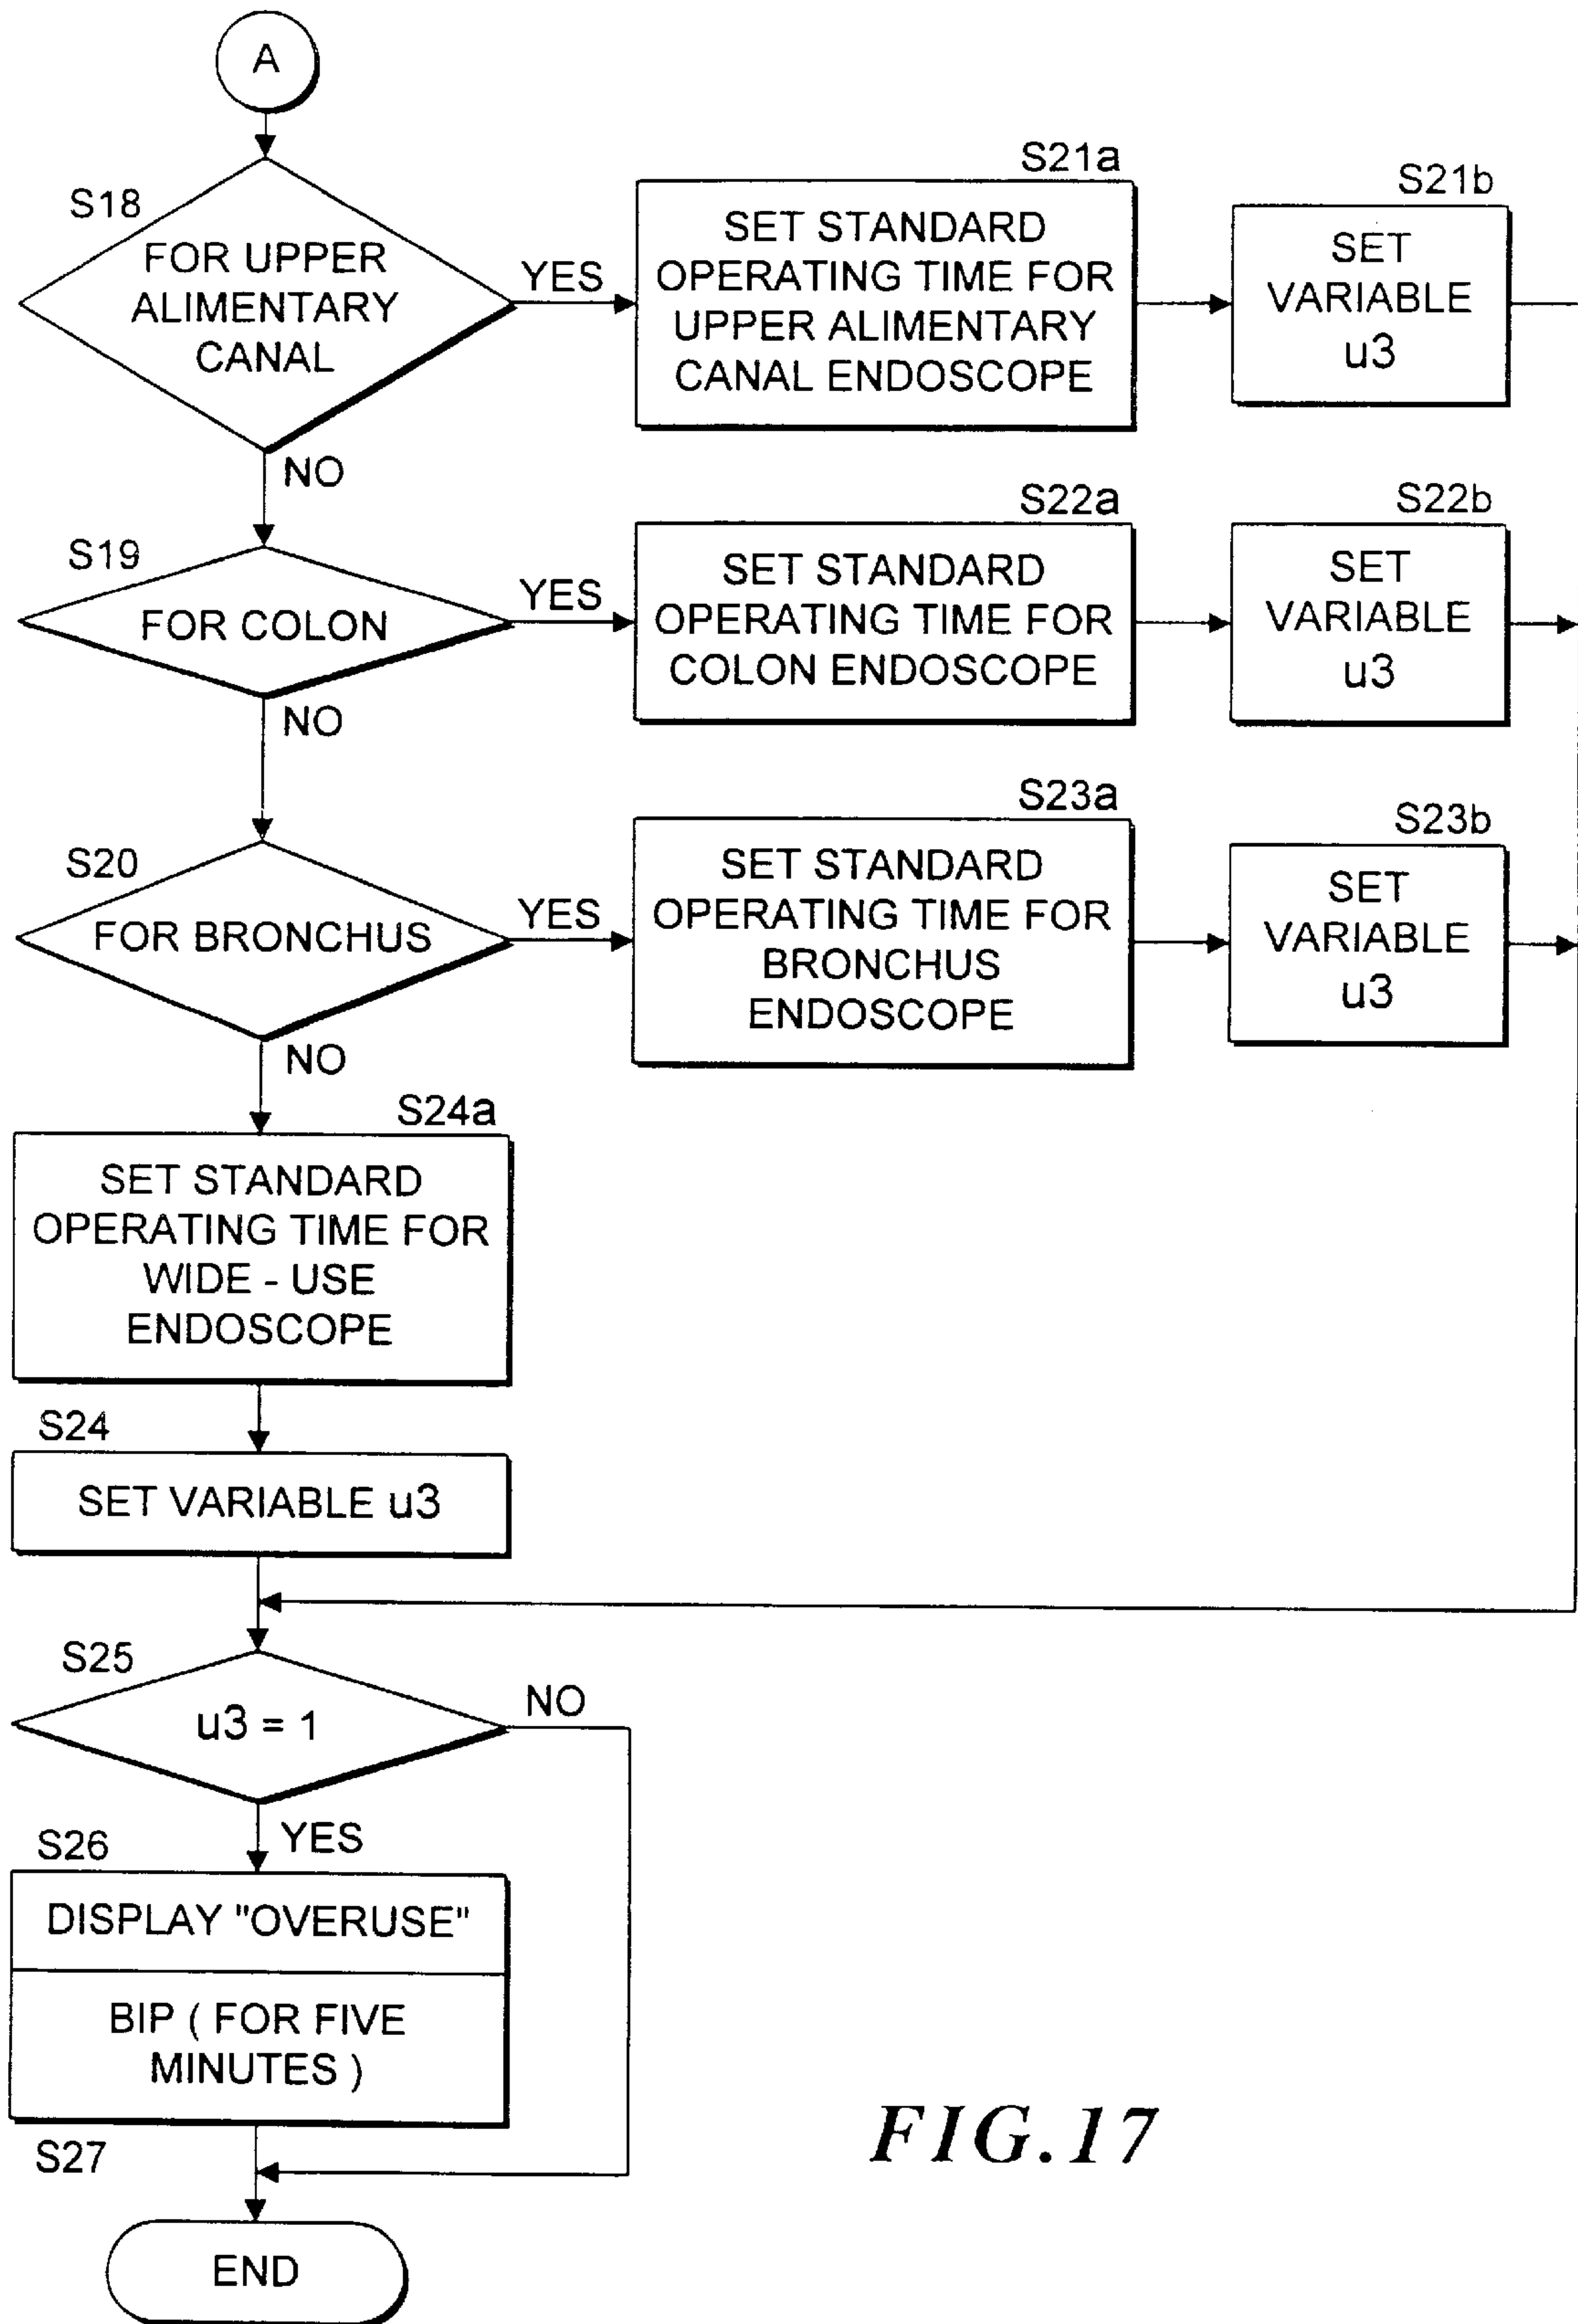 A
S18
FOR UPPER
ALIMENTARY
CANAL
YES
NO
S21a
SET STANDARD
OPERATING TIME FOR
UPPER ALIMENTARY
CANAL ENDOSCOPE
S21b
SET
VARIABLE
u3
S19
FOR COLON
YES
NO
S22a
SET STANDARD
OPERATING TIME FOR
COLON ENDOSCOPE
S22b
SET
VARIABLE
u3
S20
FOR BRONCHUS
YES
NO
S23a
SET STANDARD
OPERATING TIME FOR
BRONCHUS
ENDOSCOPE
S23b
SET
VARIABLE
u3
S24a
SET STANDARD
OPERATING TIME FOR
WIDE - USE
ENDOSCOPE
S24
SET VARIABLE u3
S25
u3 = 1
NO
YES
S26
DISPLAY "OVERUSE"
BIP ( FOR FIVE
MINUTES )
S27
END
FIG.17